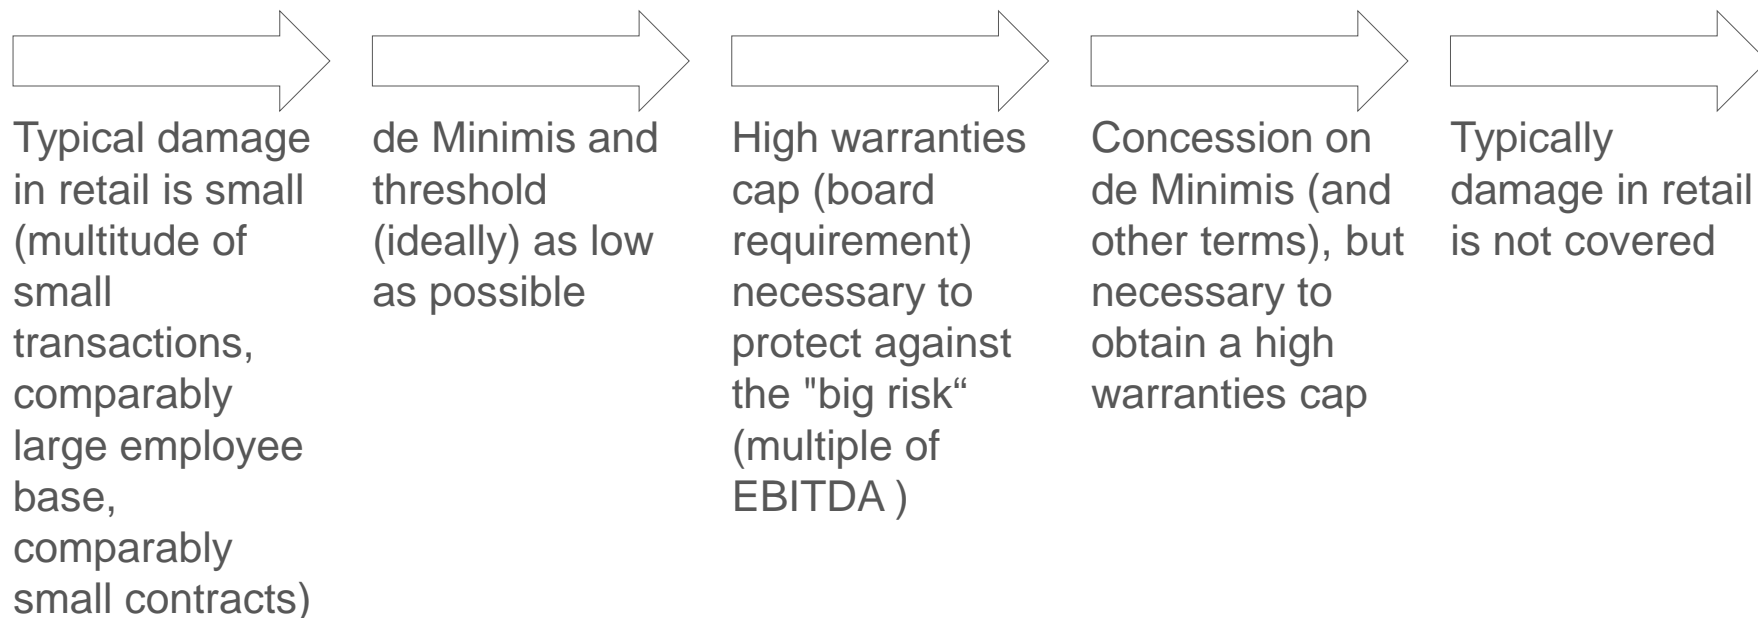 Typical damage
in retail is small
(multitude of
small
transactions,
comparably
large employee
base,
comparably
small contracts)
de Minimis and
threshold
(ideally) as low
as possible
High warranties
cap (board
requirement)
necessary to
protect against
the "big risk“
(multiple of
EBITDA )
Concession on
de Minimis (and
other terms), but
necessary to
obtain a high
warranties cap
Typically
damage in retail
is not covered